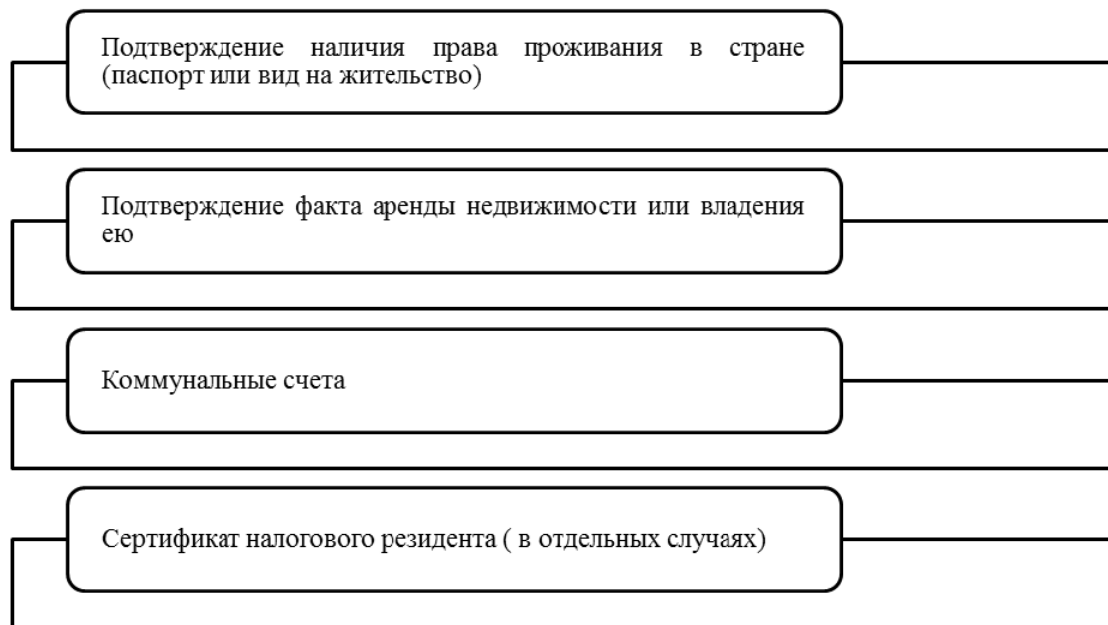 Подтверждение наличия права проживания в стране
(паспорт или вид на жительство)
Подтверждение факта аренды недвижимости или владения
ею
Коммунальные счета
Сертификат налогового резидента ( в отдельных случаях)